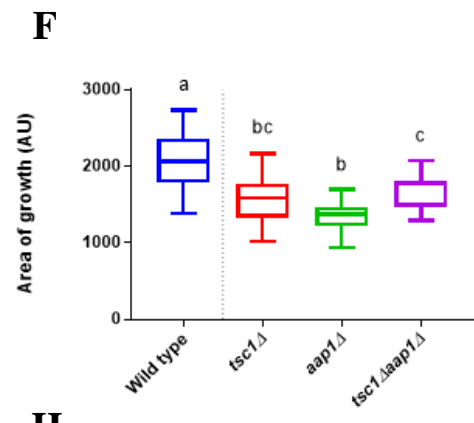 F
Area of growth (AU)
3000
2000
1000
0
a
bc
b
c
Wild type
tsc1Δ
aap1Δ
tsc1Δaap1Δ